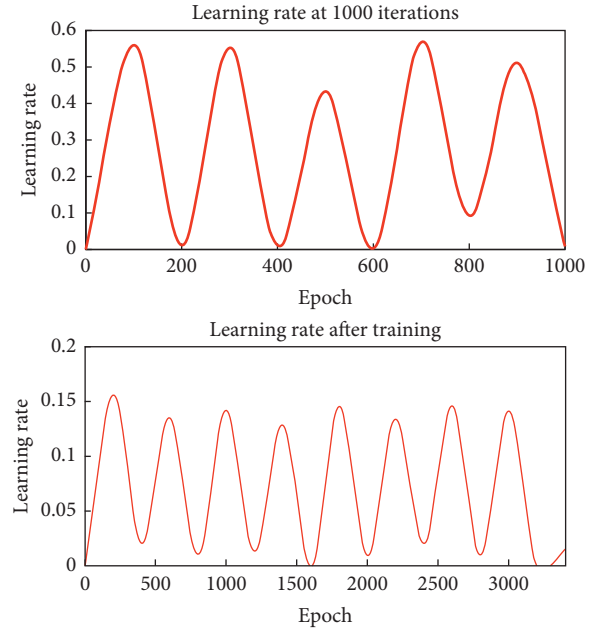 Learning rate at 1000 iterations
0.6
0.5
0.4
0.3
0.2
0.1
0
Learning rate
0 200 400 600 800 1000
Epoch
Learning rate after training
0.2
0.15
0.1
0.05
0
Learning rate
0 500 1000 1500 2000 2500 3000
Epoch